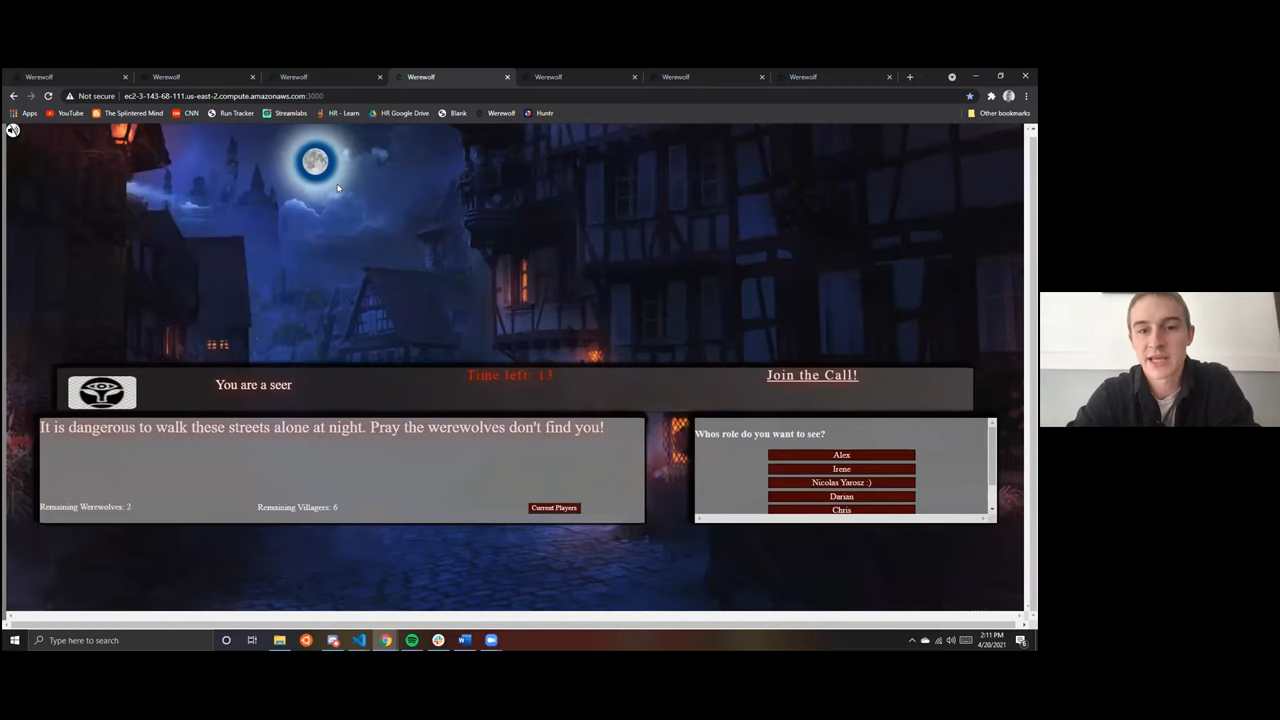 Werewolf Werewolf Werewolf Werewolf Werewolf Werewolf Werewolf
Not secure ec2-3-143-68-111.us-east-2.compute.amazonaws.com:3000
Apps YouTube The Splintered Mind CNN Run Tracker Streamlabs HR - Learn HR Google Drive Blank Werewolf Huntr Other bookmarks
You are a seer
Time left: 13
Join the Call!
It is dangerous to walk these streets alone at night. Pray the werewolves don't find you!
Remaining Werewolves: 2
Remaining Villagers: 6
Current Players
Whos role do you want to see?
Alex
Irene
Nicolas Yarosz :)
Darian
Chris
Type here to search
2:11 PM
4/20/2021